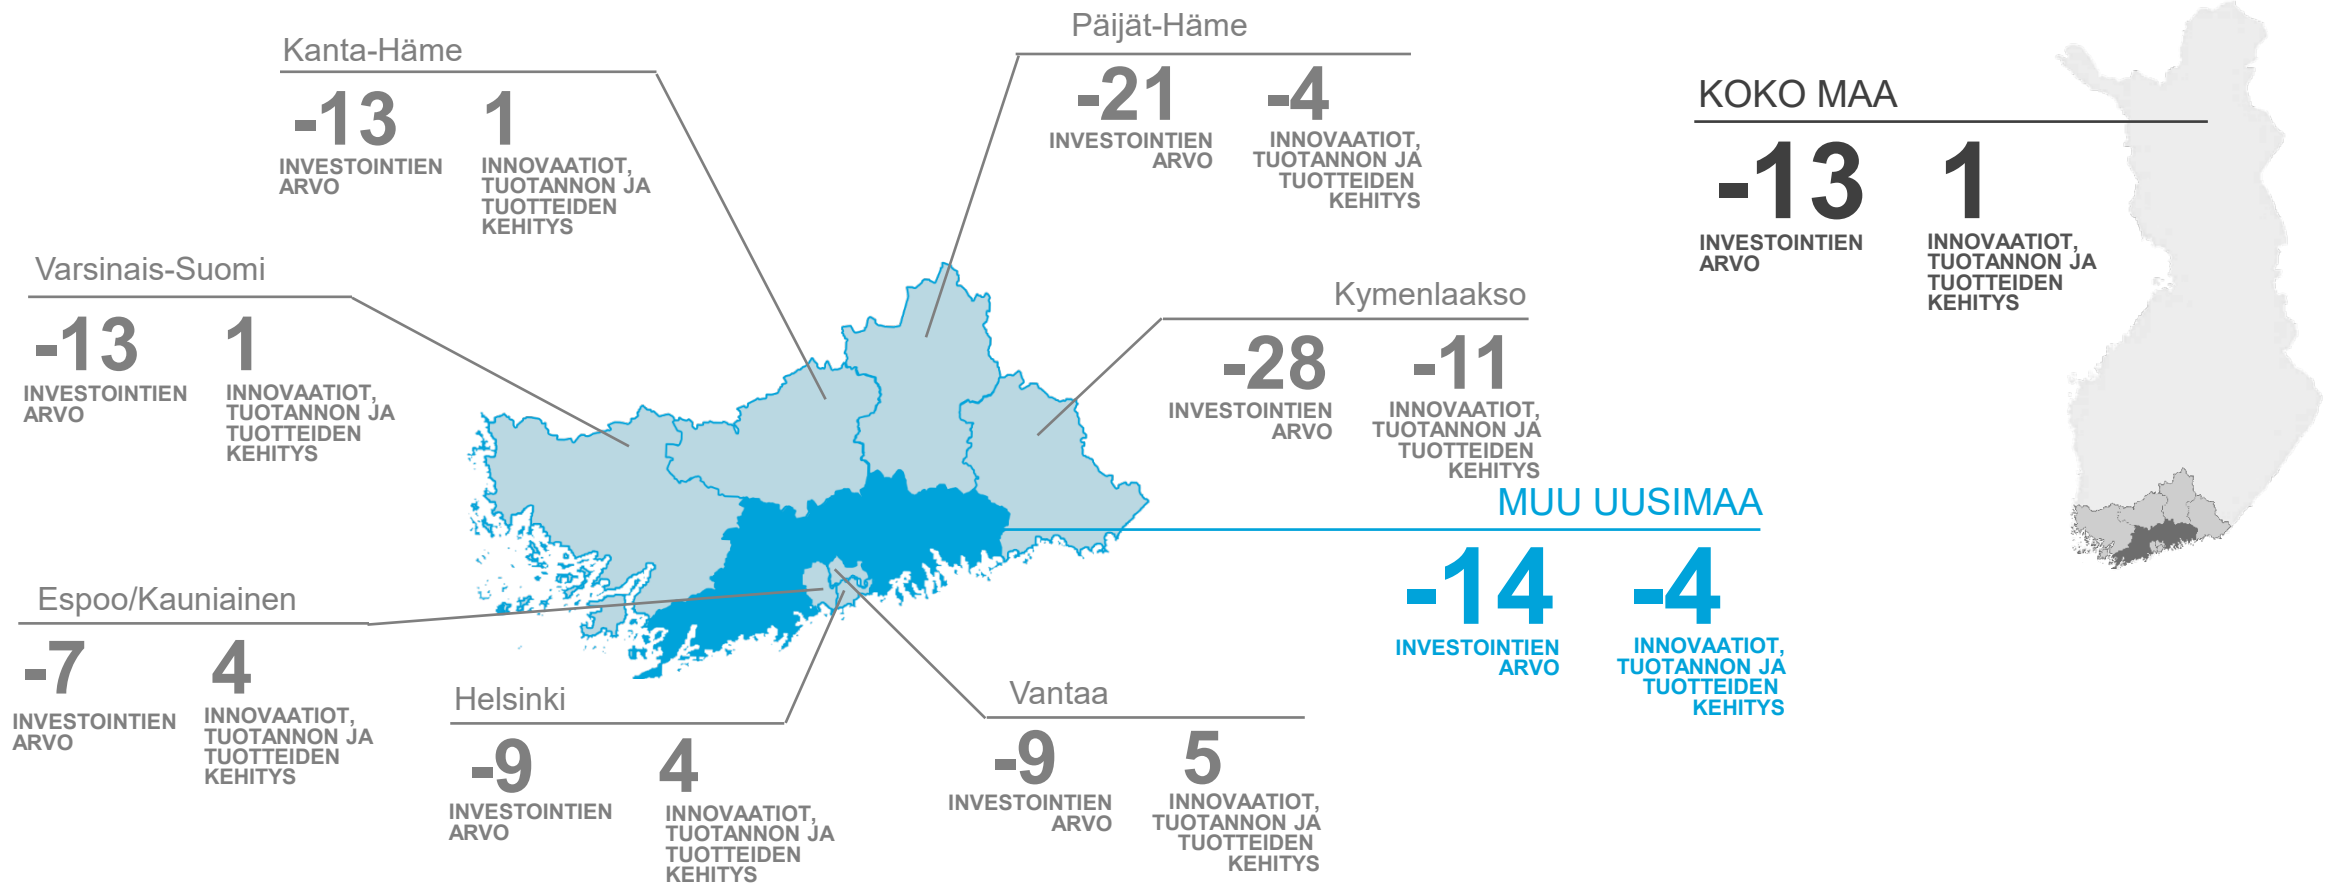 Kanta-Häme
-13 1
INVESTOINTIEN
ARVO
INNOVAATIOT,
TUOTANNON JA
TUOTTEIDEN
KEHITYS
Päijät-Häme
-21 -4
INVESTOINTIEN
ARVO
INNOVAATIOT,
TUOTANNON JA
TUOTTEIDEN
KEHITYS
KOKO MAA
-13 1
INVESTOINTIEN
ARVO
INNOVAATIOT,
TUOTANNON JA
TUOTTEIDEN
KEHITYS
Varsinais-Suomi
-13 1
INVESTOINTIEN
ARVO
INNOVAATIOT,
TUOTANNON JA
TUOTTEIDEN
KEHITYS
Kymenlaakso
-28 -11
INVESTOINTIEN
ARVO
INNOVAATIOT,
TUOTANNON JA
TUOTTEIDEN
KEHITYS
MUU UUSIMAA
-14 -4
INVESTOINTIEN
ARVO
INNOVAATIOT,
TUOTANNON JA
TUOTTEIDEN
KEHITYS
Espoo/Kauniainen
-7 4
INVESTOINTIEN
ARVO
INNOVAATIOT,
TUOTANNON JA
TUOTTEIDEN
KEHITYS
Helsinki
-9 4
INVESTOINTIEN
ARVO
INNOVAATIOT,
TUOTANNON JA
TUOTTEIDEN
KEHITYS
Vantaa
-9 5
INVESTOINTIEN
ARVO
INNOVAATIOT,
TUOTANNON JA
TUOTTEIDEN
KEHITYS